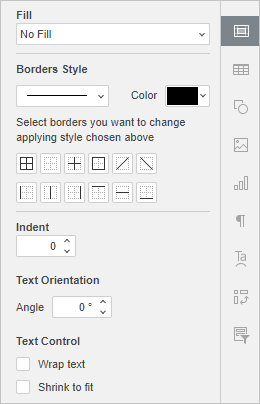 Fill
No Fill
Borders Style
Color
Select borders you want to change
applying style chosen above
Indent
0
Text Orientation
Angle 0 °
Text Control
Wrap text
Shrink to fit
Ta